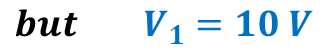 but V₁ = 10 V